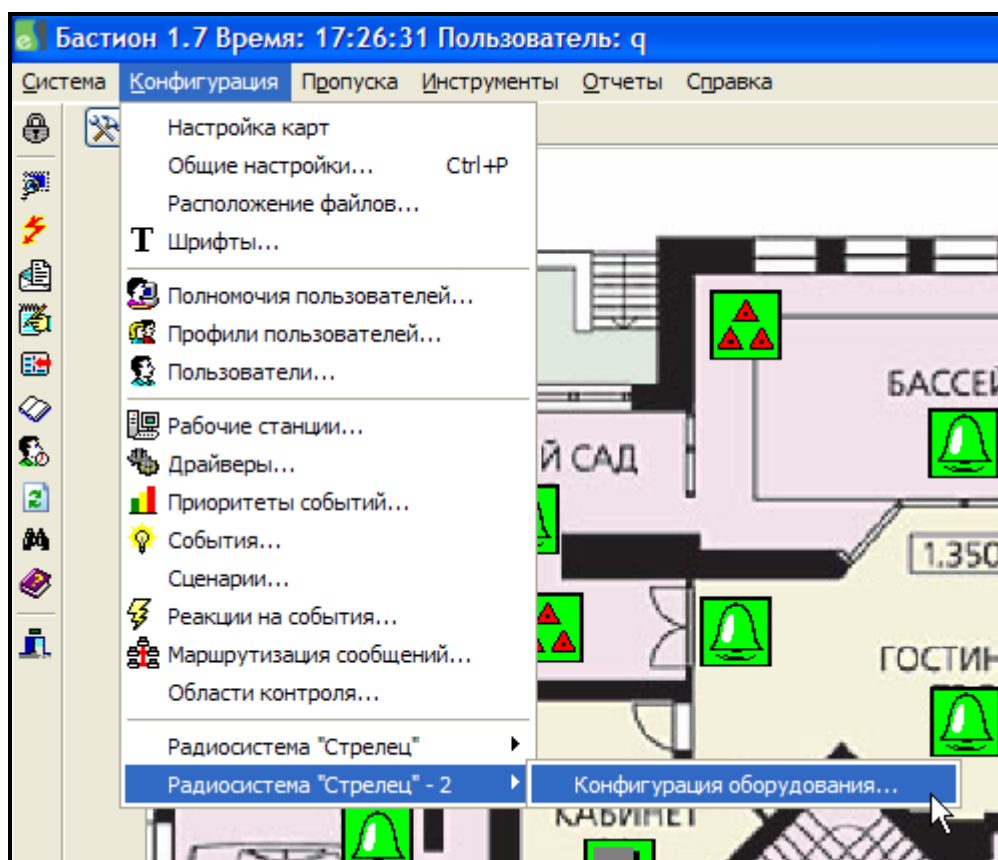 Бастион 1.7 Время: 17:26:31 Пользователь: q
Система Конфигурация Пропуска Инструменты Отчеты Справка
Настройка карт
Общие настройки... Ctrl+P
Расположение файлов...
T Шрифты...
Полномочия пользователей...
Профили пользователей...
Пользователи...
Рабочие станции...
Драйверы...
Приоритеты событий...
События...
Сценарии...
Реакции на события...
Маршрутизация сообщений...
Области контроля...
Радиосистема "Стрелец"
Радиосистема "Стрелец" - 2
Конфигурация оборудования...
БАССЕЙ
Й САД
1.350
ГОСТИН
КАБИНЕТ